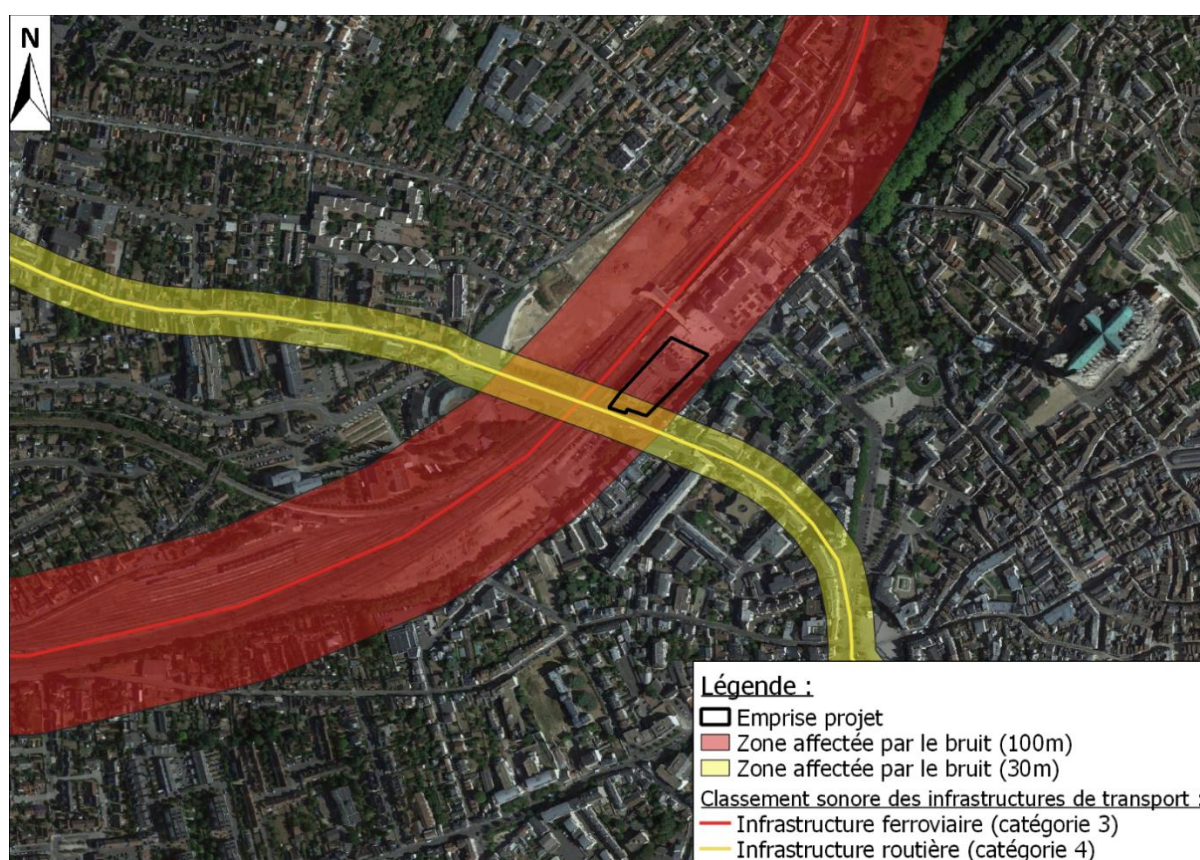 N
Légende :
Emprise projet
Zone affectée par le bruit (100m)
Zone affectée par le bruit (30m)
Classement sonore des infrastructures de transport :
Infrastructure ferroviaire (catégorie 3)
Infrastructure routière (catégorie 4)